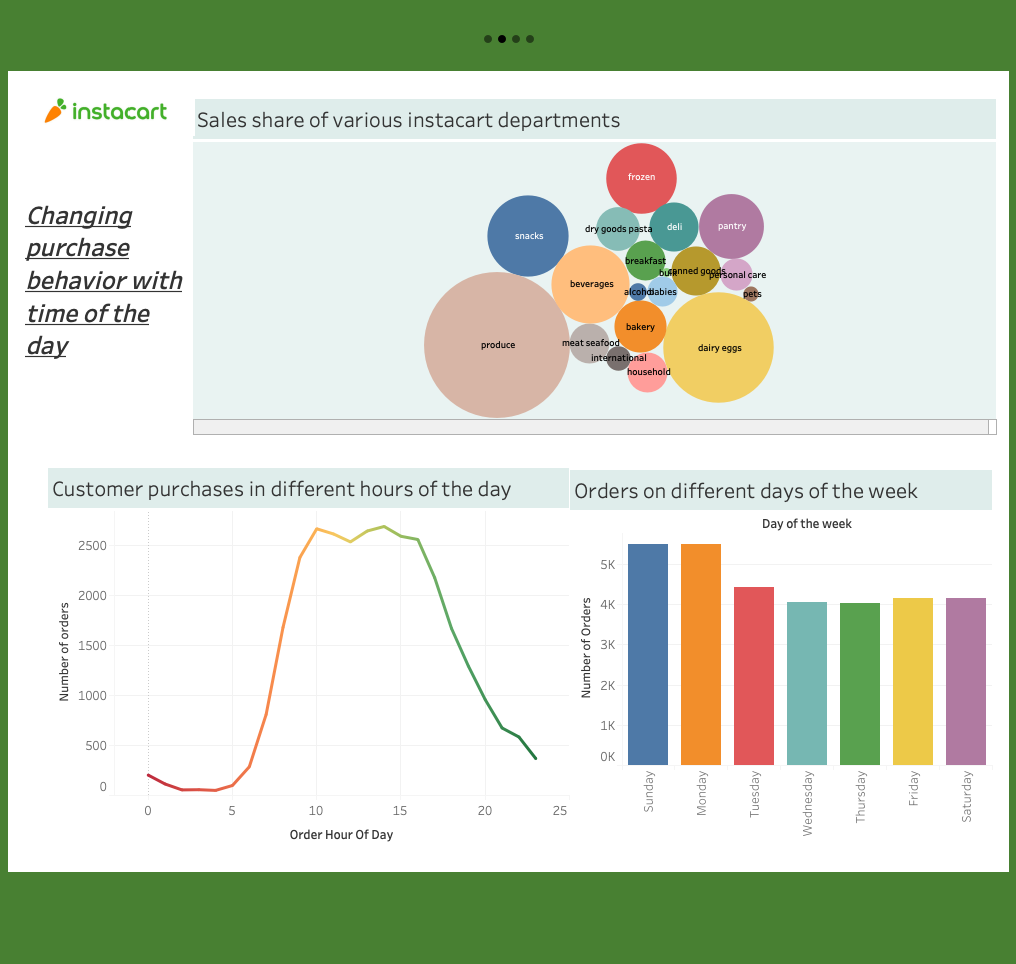 instacart
Sales share of various instacart departments
Changing
purchase
behavior with
time of the
day
frozen
snacks
dry goods pasta
deli
pantry
breakfast
bulk
canned goods
personal care
beverages
alcohol
babies
pets
bakery
produce
meat seafood
dairy eggs
international
household
Customer purchases in different hours of the day
Number of orders
2500
2000
1500
1000
500
0
0 5 10 15 20 25
Order Hour Of Day
Orders on different days of the week
Day of the week
Number of Orders
5K
4K
3K
2K
1K
0K
Sunday
Monday
Tuesday
Wednesday
Thursday
Friday
Saturday